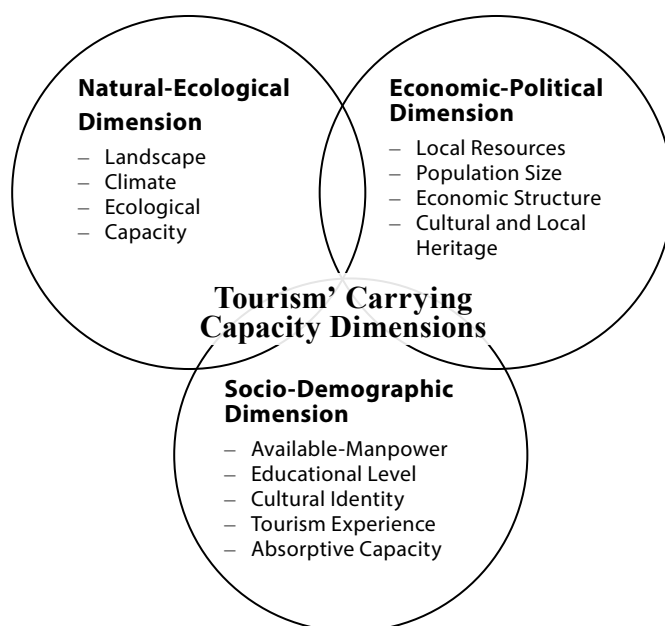 Natural-Ecological
Dimension
– Landscape
– Climate
– Ecological
– Capacity
Economic-Political
Dimension
– Local Resources
– Population Size
– Economic Structure
– Cultural and Local
Heritage
Tourism’ Carrying
Capacity Dimensions
Socio-Demographic
Dimension
– Available-Manpower
– Educational Level
– Cultural Identity
– Tourism Experience
– Absorptive Capacity